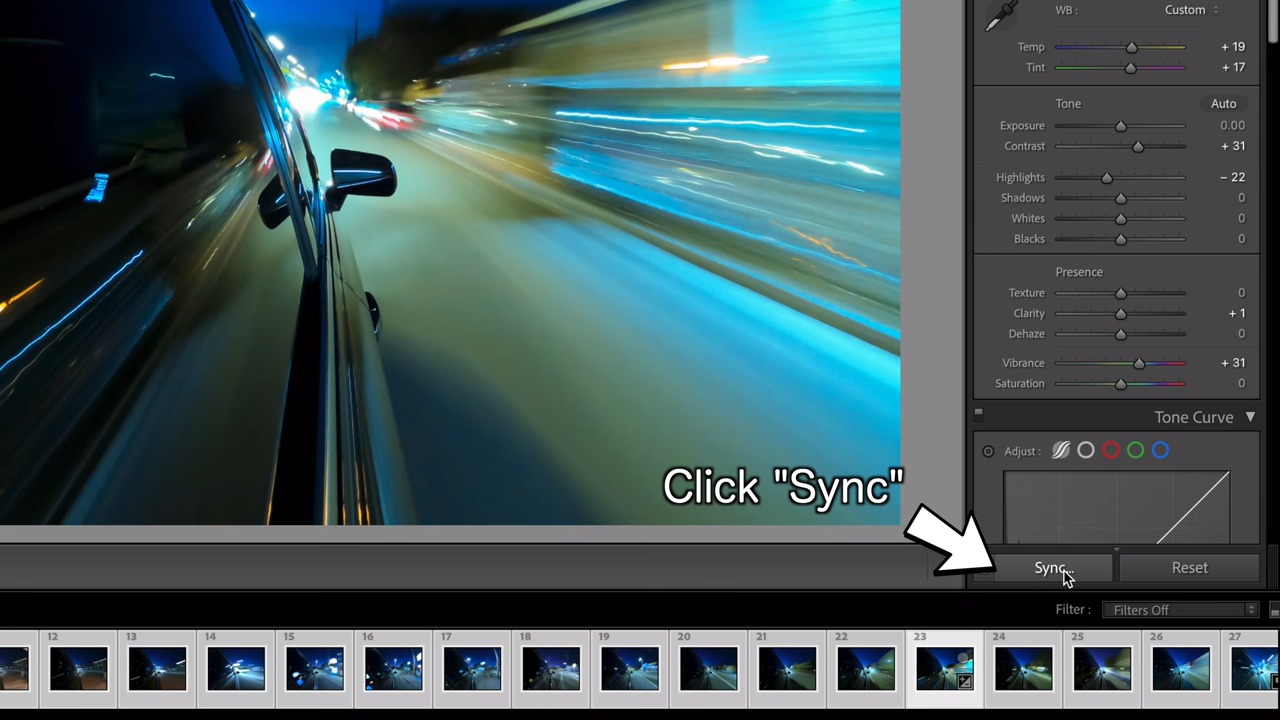 WB : Custom
Temp + 19
Tint + 17
Tone Auto
Exposure 0.00
Contrast + 31
Highlights − 22
Shadows 0
Whites 0
Blacks 0
Presence
Texture 0
Clarity + 1
Dehaze 0
Vibrance + 31
Saturation 0
Tone Curve
Adjust :
Click "Sync"
Sync... Reset
Filter : Filters Off
12 13 14 15 16 17 18 19 20 21 22 23 24 25 26 27